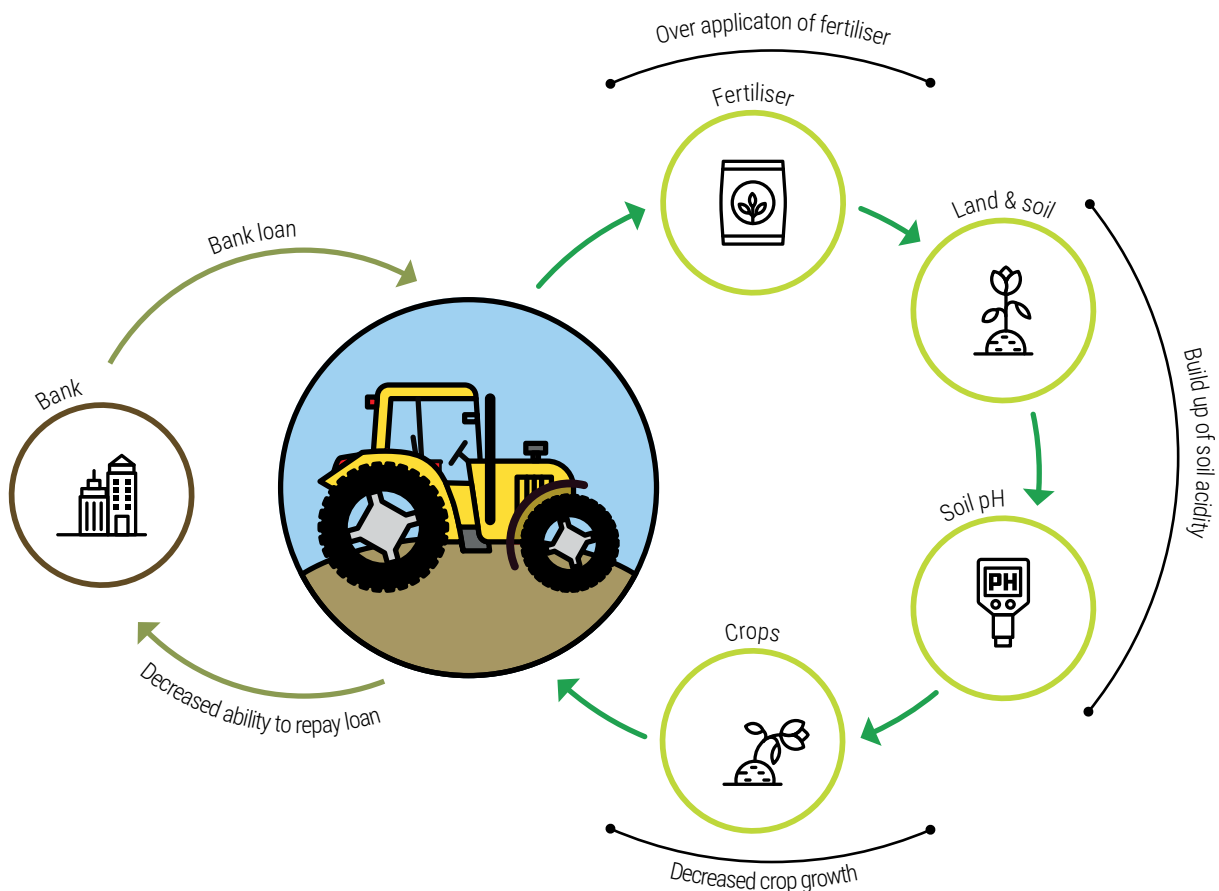 Over applicaton of fertiliser
Fertiliser
Land & soil
Bank loan
Build up of soil acidity
Bank
Soil pH
PH
Crops
Decreased ability to repay loan
Decreased crop growth